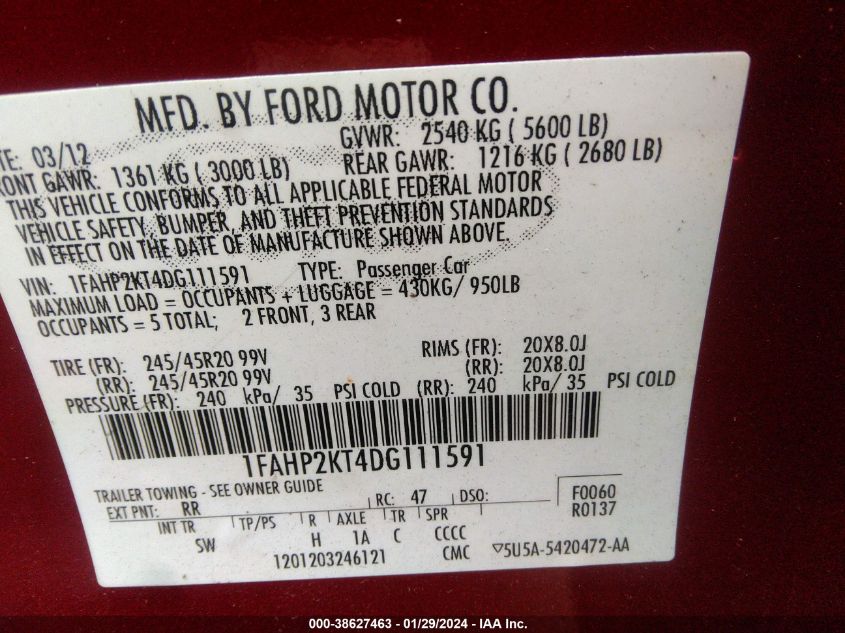 MFD. BY FORD MOTOR CO.
TE: 03/12 GVWR: 2540 KG ( 5600 LB)
RONT GAWR: 1361 KG ( 3000 LB) REAR GAWR: 1216 KG ( 2680 LB)
THIS VEHICLE CONFORMS TO ALL APPLICABLE FEDERAL MOTOR
VEHICLE SAFETY, BUMPER, AND THEFT PREVENTION STANDARDS
IN EFFECT ON THE DATE OF MANUFACTURE SHOWN ABOVE.
VIN: 1FAHP2KT4DG111591 TYPE: Passenger Car
MAXIMUM LOAD = OCCUPANTS + LUGGAGE = 430KG/ 950LB
OCCUPANTS = 5 TOTAL; 2 FRONT, 3 REAR
TIRE (FR): 245/45R20 99V RIMS (FR): 20X8.0J
(RR): 245/45R20 99V (RR): 20X8.0J
PRESSURE (FR): 240 kPa/ 35 PSI COLD (RR): 240 kPa/ 35 PSI COLD
1FAHP2KT4DG111591
TRAILER TOWING - SEE OWNER GUIDE
EXT PNT: RR RC: 47 DSO: F0060
R0137
INT TR TP/PS R AXLE TR SPR
SW H 1A C CCCC
1201203246121 CMC ▽5U5A-5420472-AA
000-38627463 - 01/29/2024 - IAA Inc.